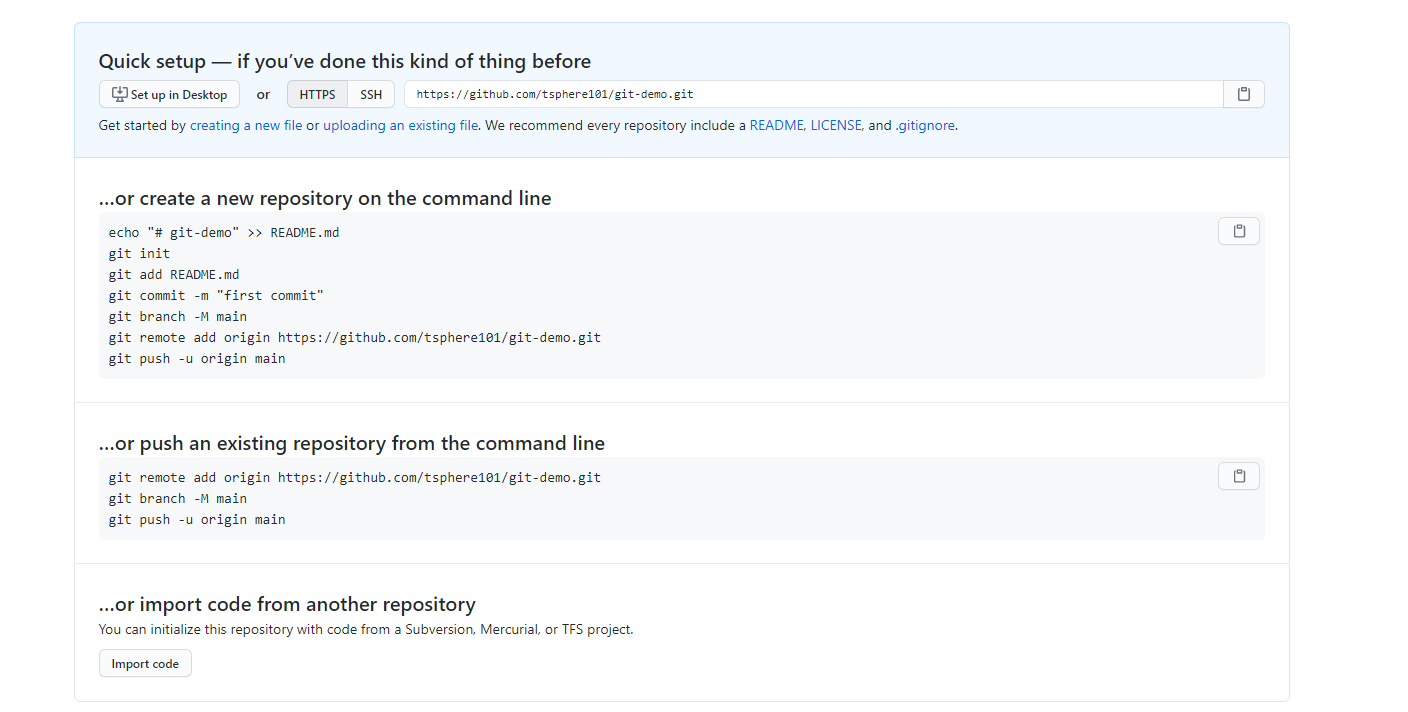 Quick setup — if you’ve done this kind of thing before
Set up in Desktop or HTTPS SSH https://github.com/tsphere101/git-demo.git
Get started by creating a new file or uploading an existing file. We recommend every repository include a README, LICENSE, and .gitignore.
…or create a new repository on the command line
echo "# git-demo" >> README.md
git init
git add README.md
git commit -m "first commit"
git branch -M main
git remote add origin https://github.com/tsphere101/git-demo.git
git push -u origin main
…or push an existing repository from the command line
git remote add origin https://github.com/tsphere101/git-demo.git
git branch -M main
git push -u origin main
…or import code from another repository
You can initialize this repository with code from a Subversion, Mercurial, or TFS project.
Import code